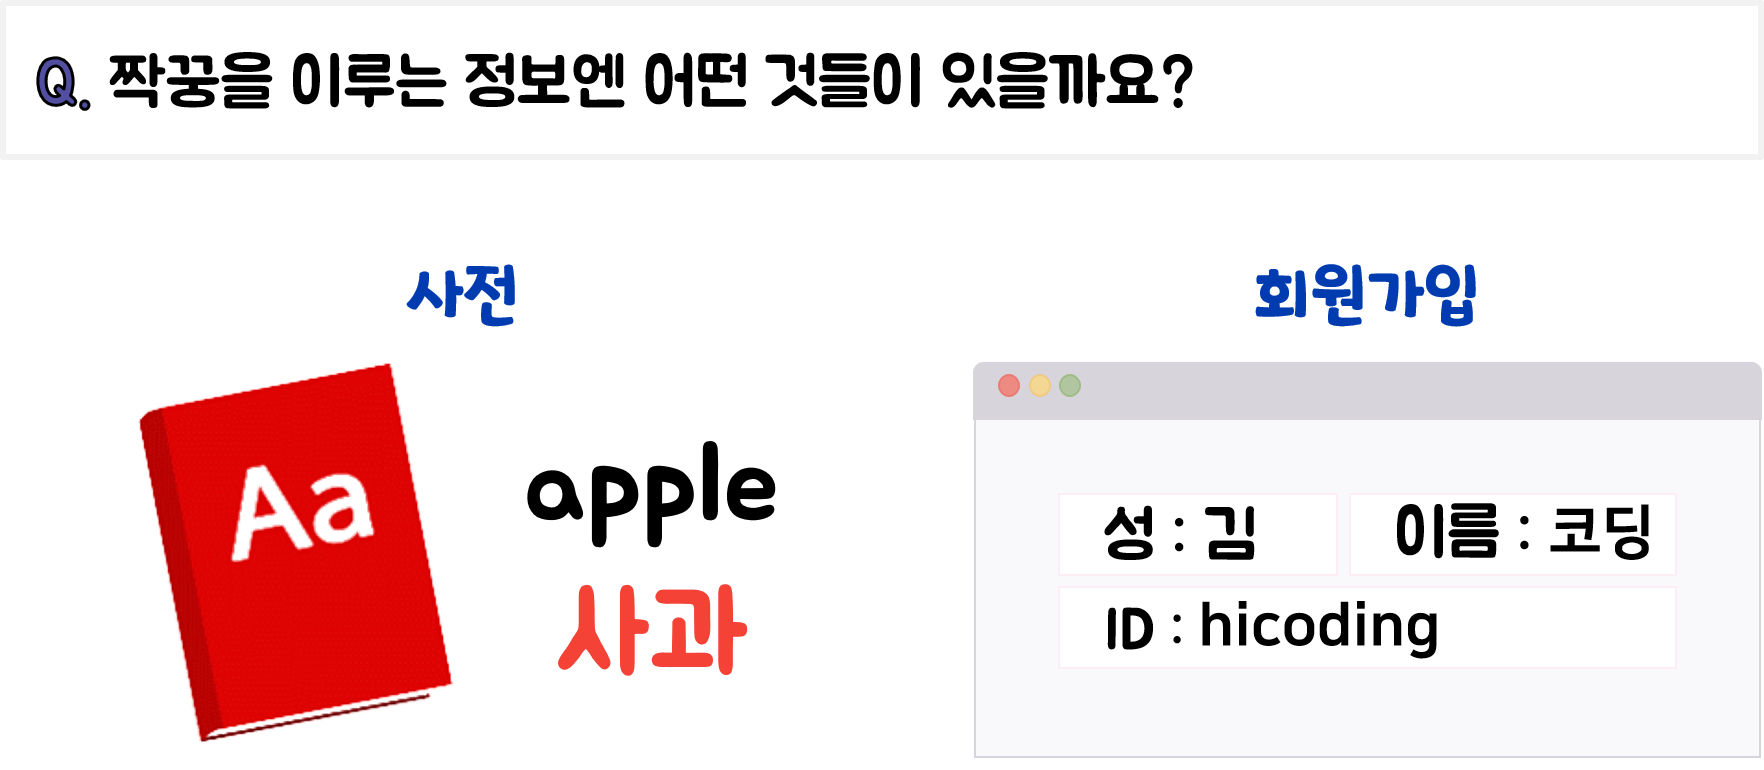 Q. 짝꿍을 이루는 정보엔 어떤 것들이 있을까요?
사전
회원가입
Aa
apple
사과
성 : 김
이름 : 코딩
ID : hicoding